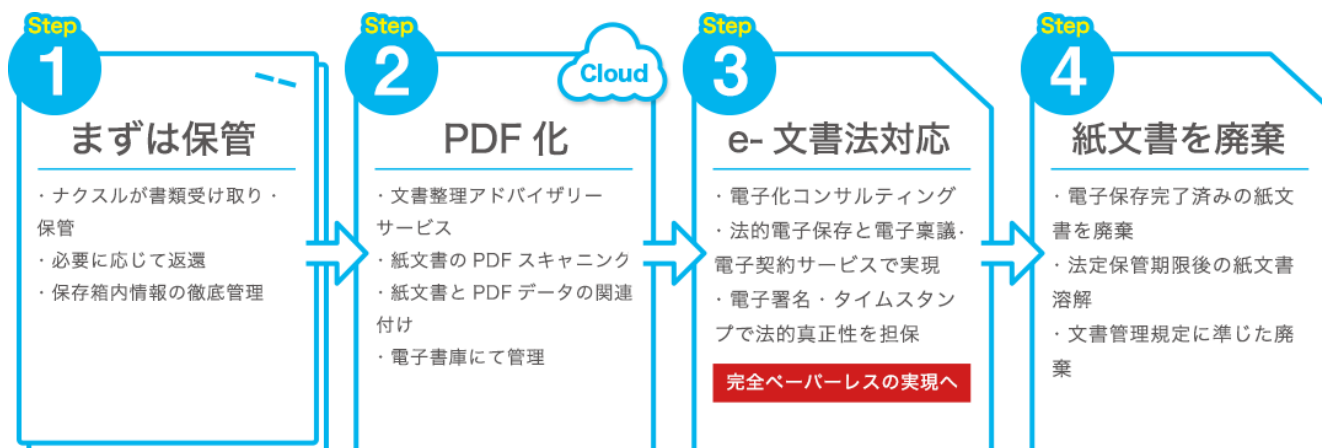 Step
1
まずは保管
・ナクスルが書類受け取り・
保管
・必要に応じて返還
・保存箱内情報の徹底管理
Step
2
Cloud
PDF 化
・文書整理アドバイザリー
サービス
・紙文書の PDF スキャニング
・紙文書と PDF データの関連
付け
・電子書庫にて管理
Step
3
e- 文書法対応
・電子化コンサルティング
・法的電子保存と電子稟議・
電子契約サービスで実現
・電子署名・タイムスタン
プで法的真正性を担保
完全ペーパーレスの実現へ
Step
4
紙文書を廃棄
・電子保存完了済みの紙文
書を廃棄
・法定保管期限後の紙文書
溶解
・文書管理規定に準じた廃
棄